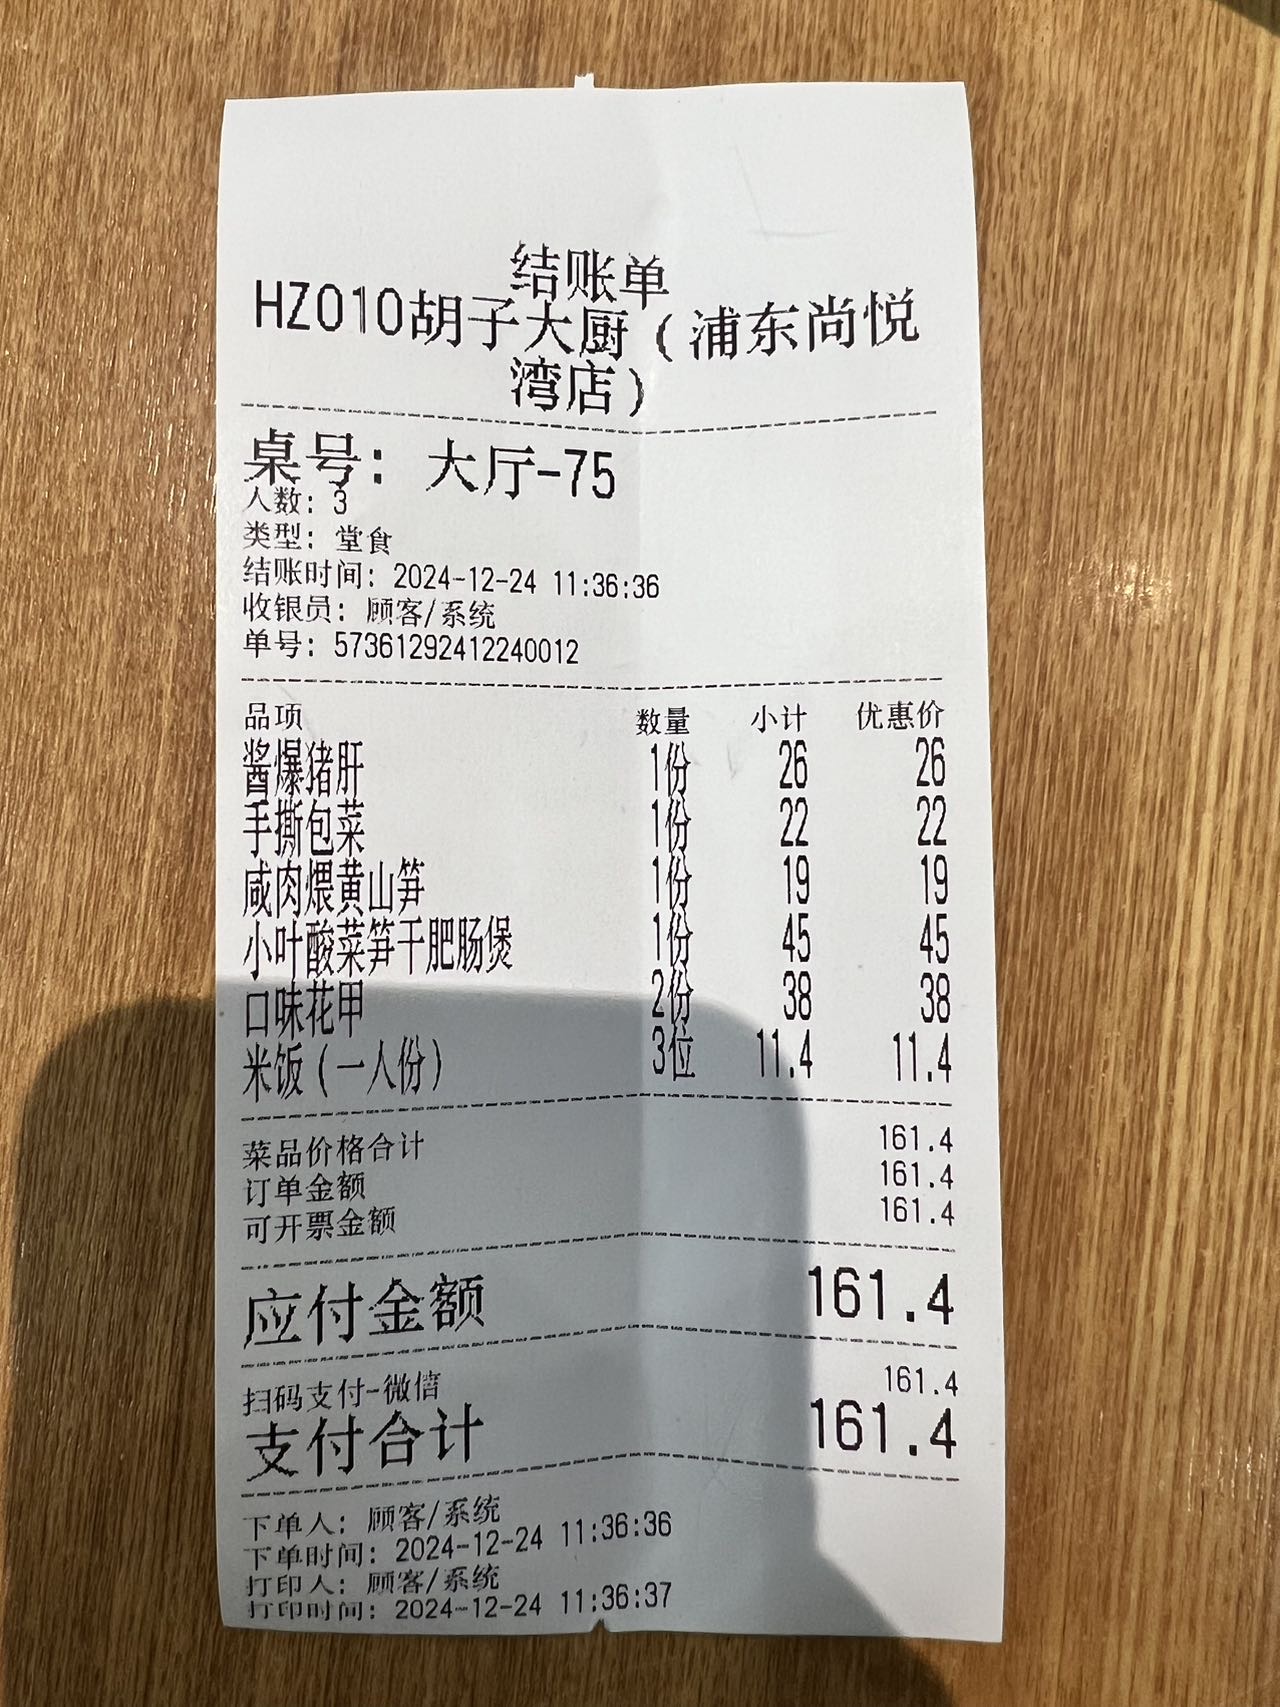 结账单
HZ010胡子大厨（浦东尚悦
湾店）
桌号：大厅-75
人数：3
类型：堂食
结账时间：2024-12-24 11:36:36
收银员：顾客/系统
单号：573612924122400​12
品项 数量 小计 优惠价
酱爆猪肝 1份 26 26
手撕包菜 1份 22 22
咸肉煨黄山笋 1份 19 19
小叶酸菜笋干肥肠煲 1份 45 45
口味花甲 2份 38 38
米饭（一人份） 3位 11.4 11.4
菜品价格合计 161.4
订单金额 161.4
可开票金额 161.4
应付金额 161.4
扫码支付-微信 161.4
支付合计 161.4
下单人：顾客/系统
下单时间：2024-12-24 11:36:36
打印人：顾客/系统
打印时间：2024-12-24 11:36:37